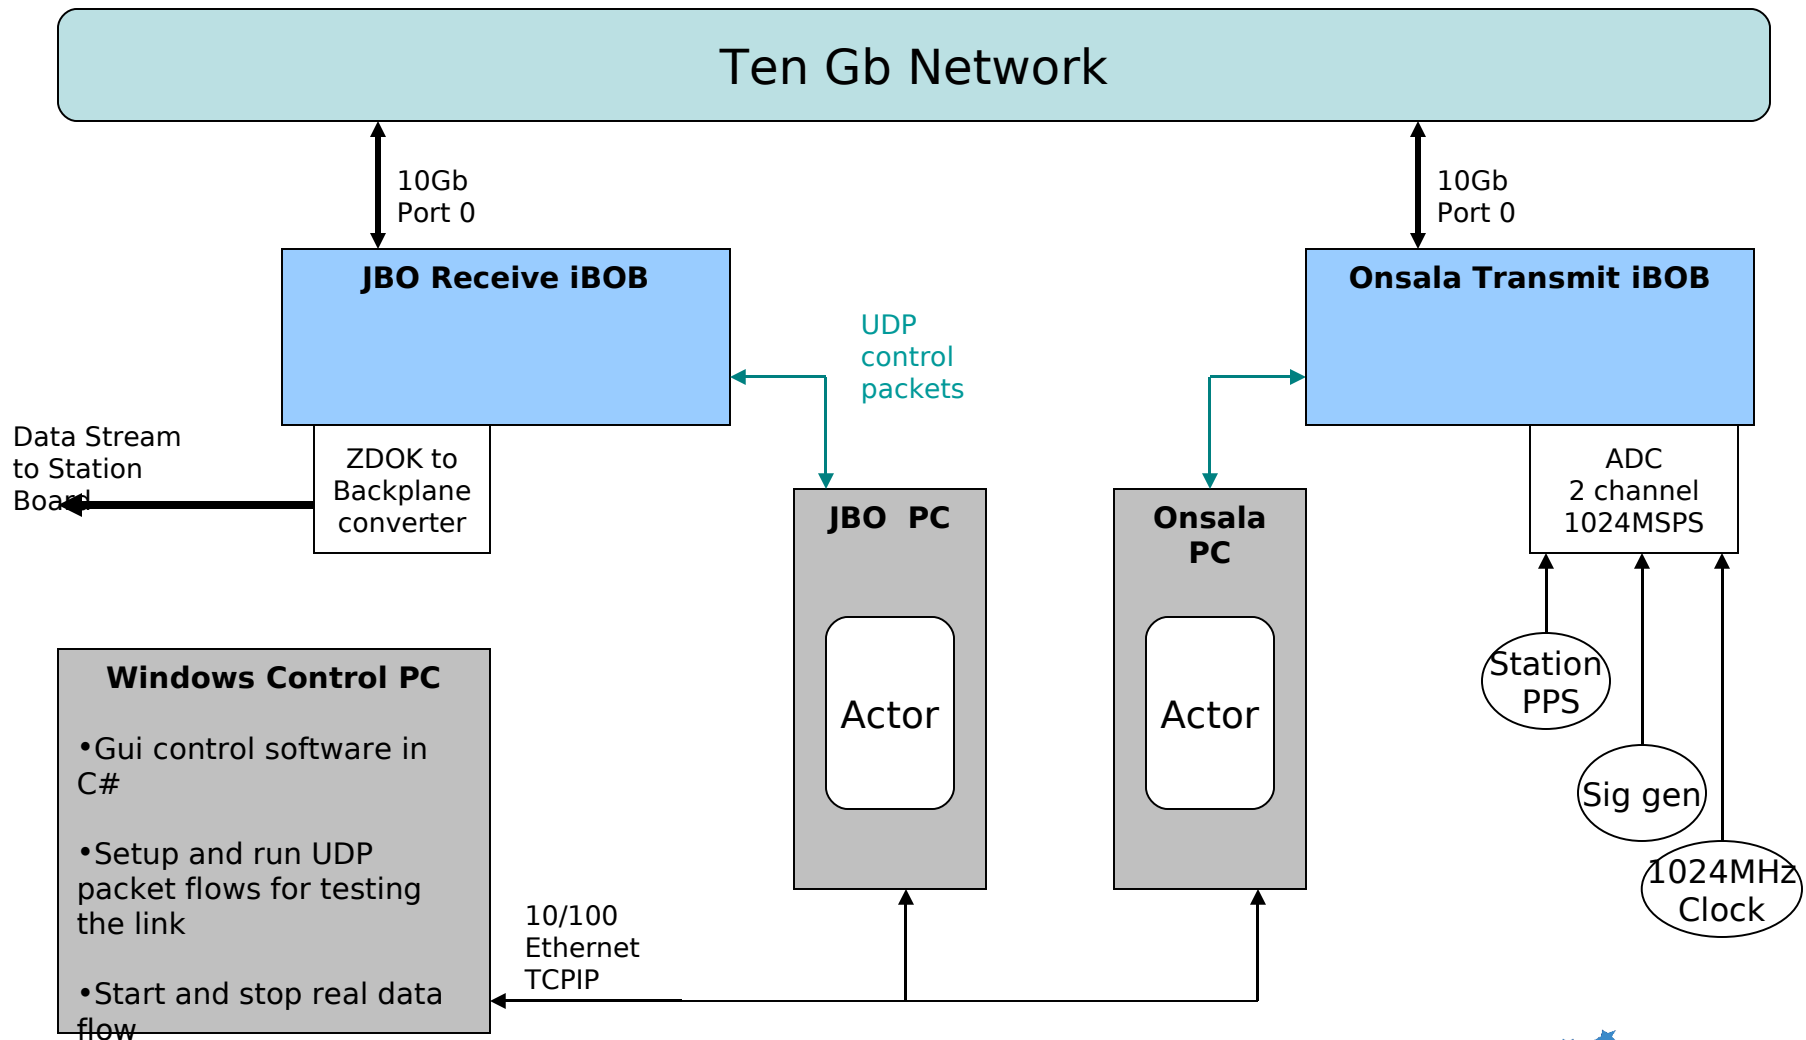 Ten Gb Network
10Gb
Port 0
10Gb
Port 0
JBO Receive iBOB
Onsala Transmit iBOB
UDP
control
packets
Data Stream
to Station
Board
ZDOK to
Backplane
converter
ADC
2 channel
1024MSPS
JBO  PC
Onsala
PC
Actor
Actor
Station
PPS
Sig gen
1024MHz
Clock
Windows Control PC
•Gui control software in
C#
•Setup and run UDP
packet flows for testing
the link
•Start and stop real data
flow
10/100
Ethernet
TCPIP